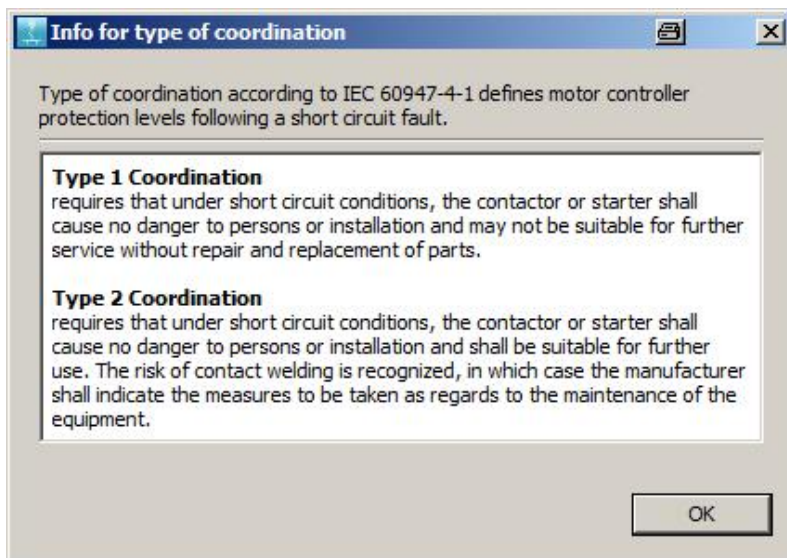 Info for type of coordination
Type of coordination according to IEC 60947-4-1 defines motor controller
protection levels following a short circuit fault.
Type 1 Coordination
requires that under short circuit conditions, the contactor or starter shall
cause no danger to persons or installation and may not be suitable for further
service without repair and replacement of parts.
Type 2 Coordination
requires that under short circuit conditions, the contactor or starter shall
cause no danger to persons or installation and shall be suitable for further
use. The risk of contact welding is recognized, in which case the manufacturer
shall indicate the measures to be taken as regards to the maintenance of the
equipment.
OK